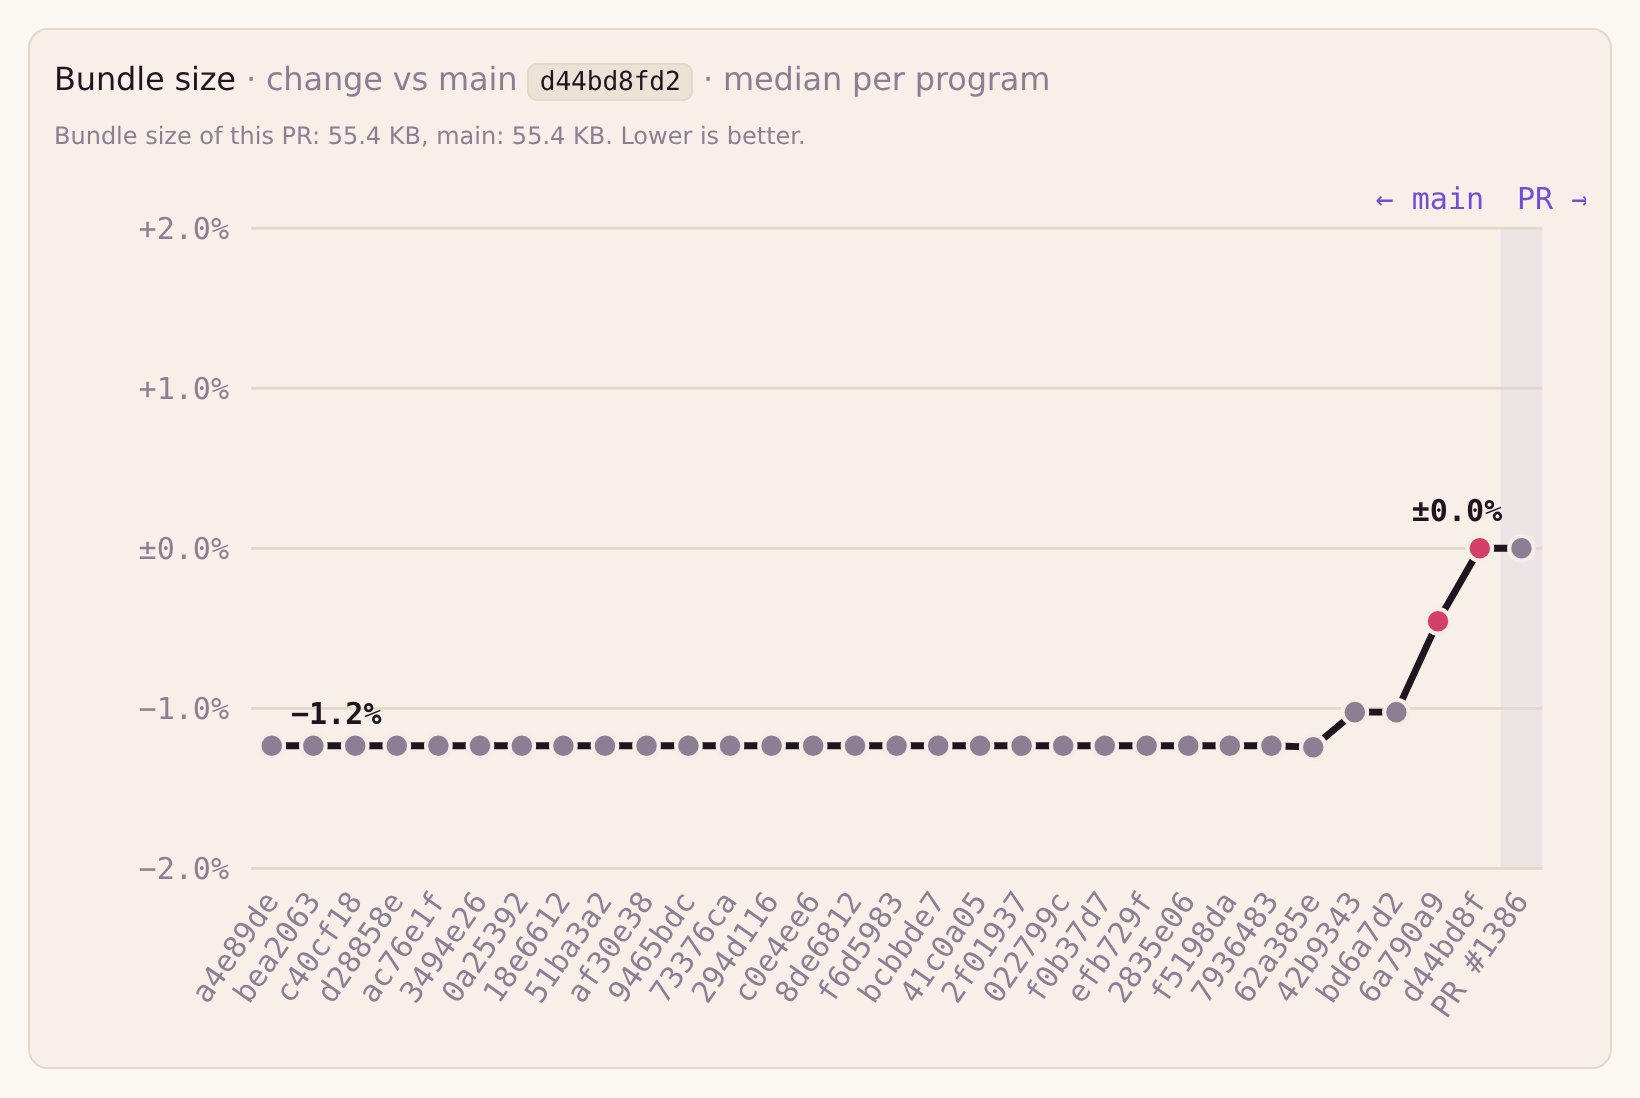 Bundle size · change vs main d44bd8fd2 · median per program
Bundle size of this PR: 55.4 KB, main: 55.4 KB. Lower is better.
← main PR →
+2.0%
+1.0%
±0.0%
±0.0%
−1.0%
−1.2%
−2.0%
a4e89de
bea2063
c40cf18
d28858e
ac76e1f
3494e26
0a25392
18e6612
51ba3a2
af30e38
9465bdc
73376ca
294d116
c0e4ee6
8de6812
f6d5983
bcbbde7
41c0a05
2f01937
022799c
f0b37d7
efb729f
2835e06
f5198da
7936483
62a385e
42b9343
bd6a7d2
6a790a9
d44bd8f
PR #1386